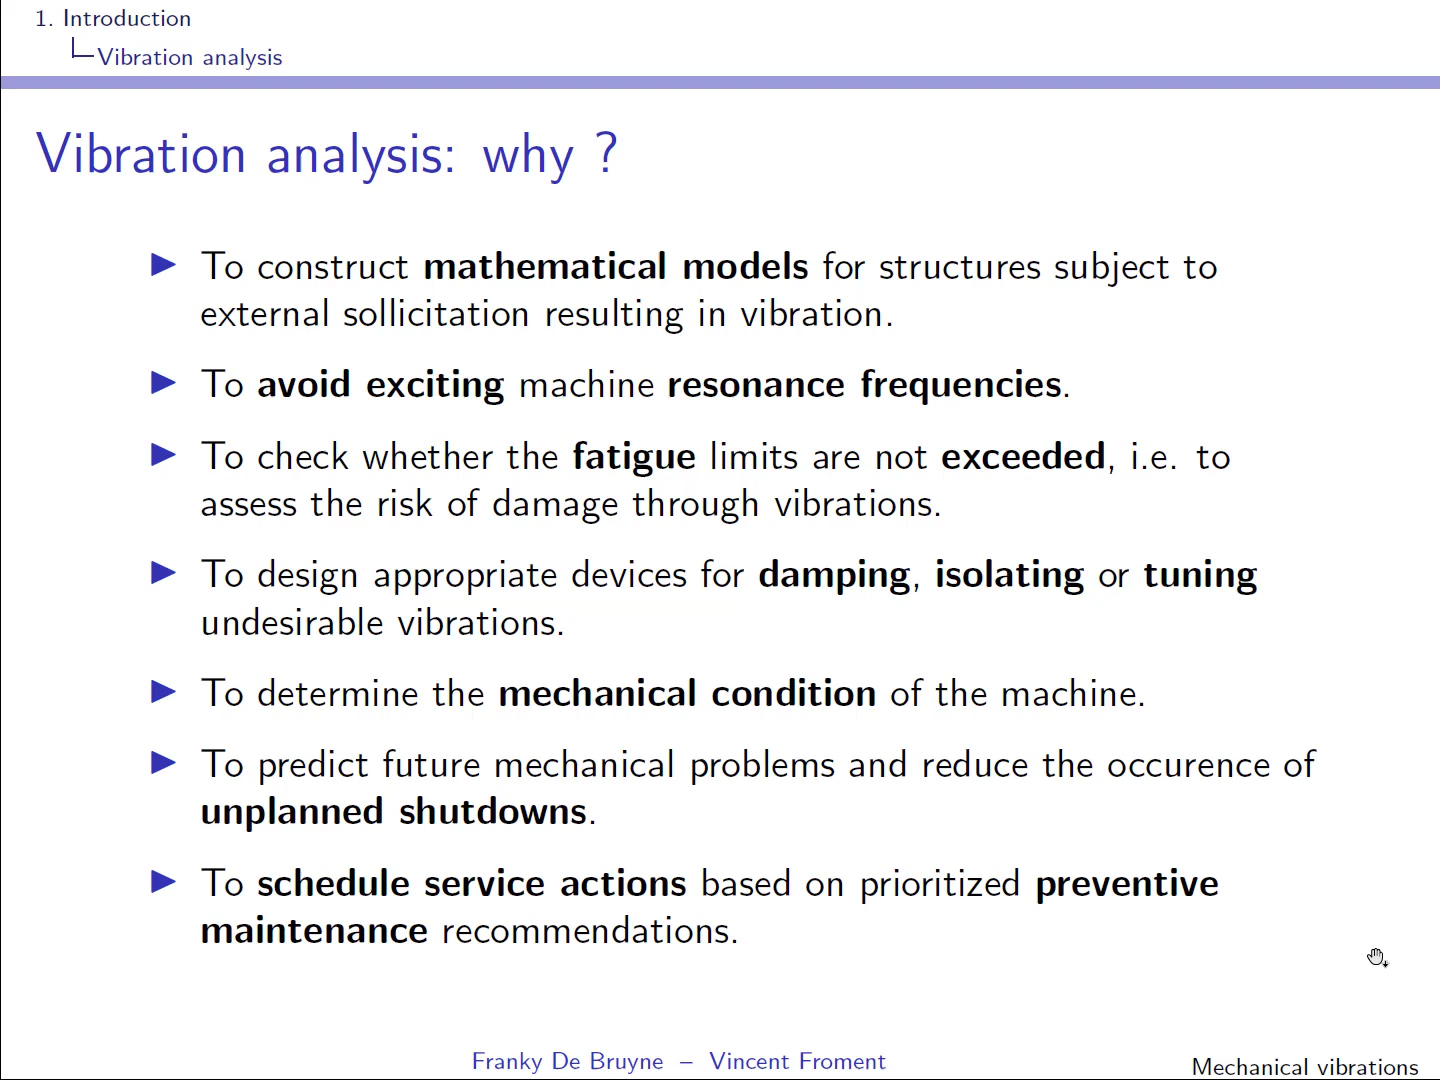 1. Introduction
Vibration analysis
Vibration analysis: why ?
To construct mathematical models for structures subject to
external sollicitation resulting in vibration.
To avoid exciting machine resonance frequencies.
To check whether the fatigue limits are not exceeded, i.e. to
assess the risk of damage through vibrations.
To design appropriate devices for damping, isolating or tuning
undesirable vibrations.
To determine the mechanical condition of the machine.
To predict future mechanical problems and reduce the occurence of
unplanned shutdowns.
To schedule service actions based on prioritized preventive
maintenance recommendations.
Franky De Bruyne – Vincent Froment
Mechanical vibrations